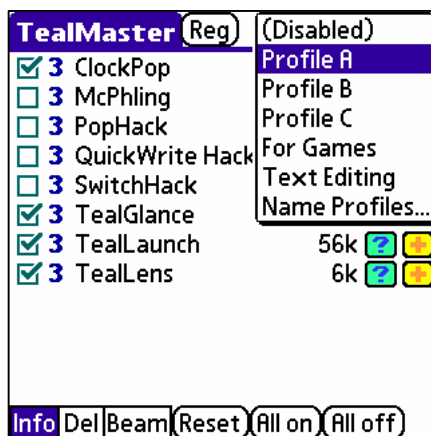 TealMaster Reg
(Disabled)
Profile A
Profile B
Profile C
For Games
Text Editing
Name Profiles...
3 ClockPop
3 McPhling
3 PopHack
3 QuickWrite Hack
3 SwitchHack
3 TealGlance
3 TealLaunch 56k ? +
3 TealLens 6k ? +
Info Del Beam Reset All on All off